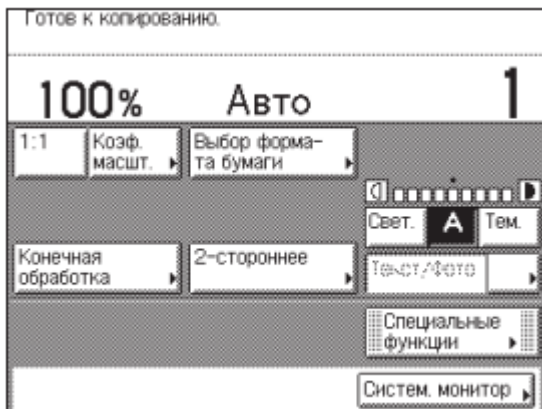 Готов к копированию.
100% Авто 1
1:1 Коэф. масшт. Выбор форма-
та бумаги
Свет. A Тем.
Конечная обработка 2-стороннее Текст/Фото
Специальные
функции
Систем. монитор